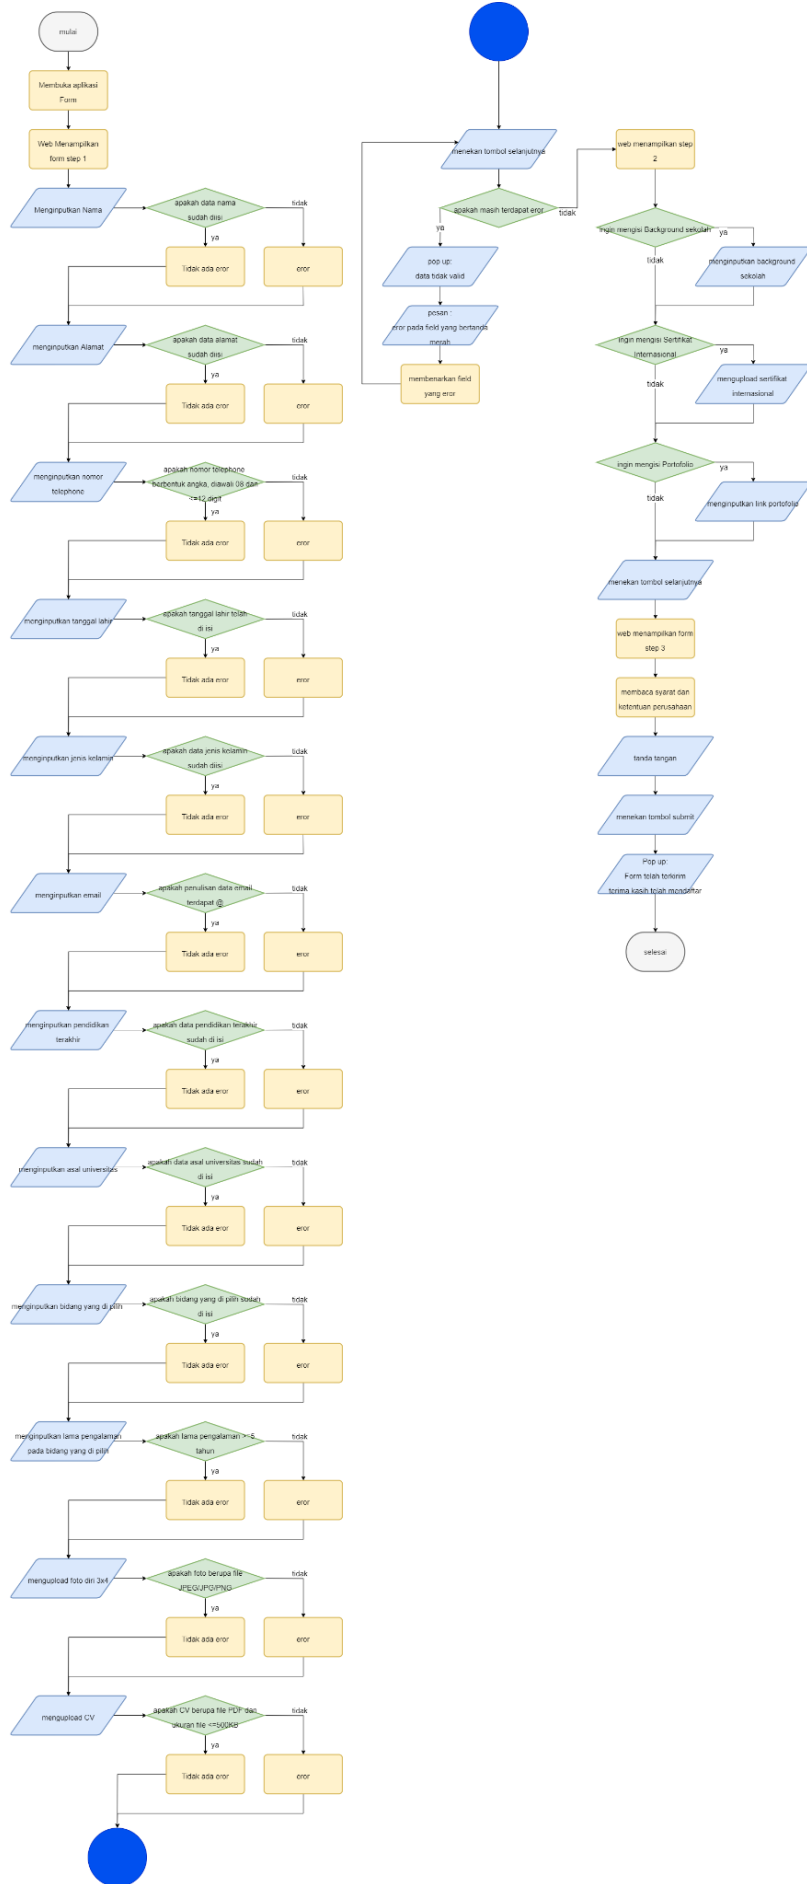 mulai
Membuka aplikasi
Form
Web Menampilkan
form step 1
Menginputkan Nama
apakah data nama
sudah diisi
tidak
ya
Tidak ada eror
eror
menginputkan Alamat
apakah data alamat
sudah diisi
tidak
ya
Tidak ada eror
eror
menginputkan nomor
telephone
apakah nomor telephone
berbentuk angka, diawali 08 dan
<=12 digit
tidak
ya
Tidak ada eror
eror
menginputkan tanggal lahir
apakah tanggal lahir telah
di isi
tidak
ya
Tidak ada eror
eror
menginputkan jenis kelamin
apakah data jenis kelamin
sudah diisi
tidak
ya
Tidak ada eror
eror
menginputkan email
apakah penulisan data email
terdapat @
tidak
ya
Tidak ada eror
eror
menginputkan pendidikan
terakhir
apakah data pendidikan terakhir
sudah di isi
tidak
ya
Tidak ada eror
eror
menginputkan asal universitas
apakah data asal universitas sudah
di isi
tidak
ya
Tidak ada eror
eror
menginputkan bidang yang di pilih
apakah bidang yang di pilih sudah
di isi
tidak
ya
Tidak ada eror
eror
menginputkan lama pengalaman
pada bidang yang di pilih
apakah lama pengalaman >=5
tahun
tidak
ya
Tidak ada eror
eror
mengupload foto diri 3x4
apakah foto berupa file
JPEG/JPG/PNG
tidak
ya
Tidak ada eror
eror
mengupload CV
apakah CV berupa file PDF dan
ukuran file <=500KB
tidak
ya
Tidak ada eror
eror
menekan tombol selanjutnya
apakah masih terdapat eror
tidak
ya
pop up:
data tidak valid
pesan :
eror pada field yang bertanda
merah
membenarkan field
yang eror
web menampilkan step
2
ingin mengisi Background sekolah
ya
tidak
menginputkan background
sekolah
ingin mengisi Sertifikat
Internasional
ya
tidak
mengupload sertifikat
internasional
ingin mengisi Portofolio
ya
tidak
menginputkan link portofolio
menekan tombol selanjutnya
web menampilkan form
step 3
membaca syarat dan
ketentuan perusahaan
tanda tangan
menekan tombol submit
Pop up:
Form telah terkirim
terima kasih telah mendaftar
selesai